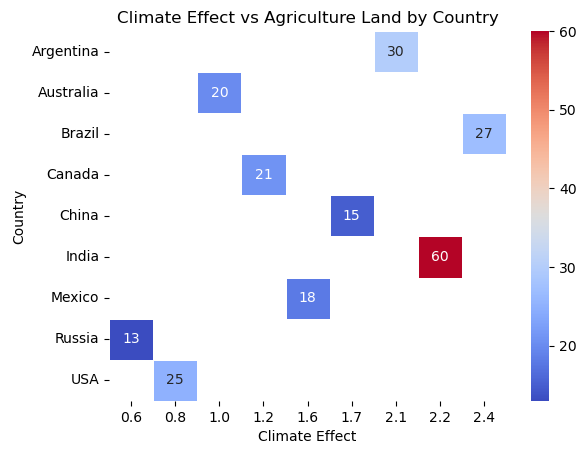 Climate Effect vs Agriculture Land by Country
Argentina
Australia
Brazil
Canada
China
India
Mexico
Russia
USA
Country
30
20
27
21
15
60
18
13
25
0.6 0.8 1.0 1.2 1.6 1.7 2.1 2.2 2.4
Climate Effect
60
50
40
30
20